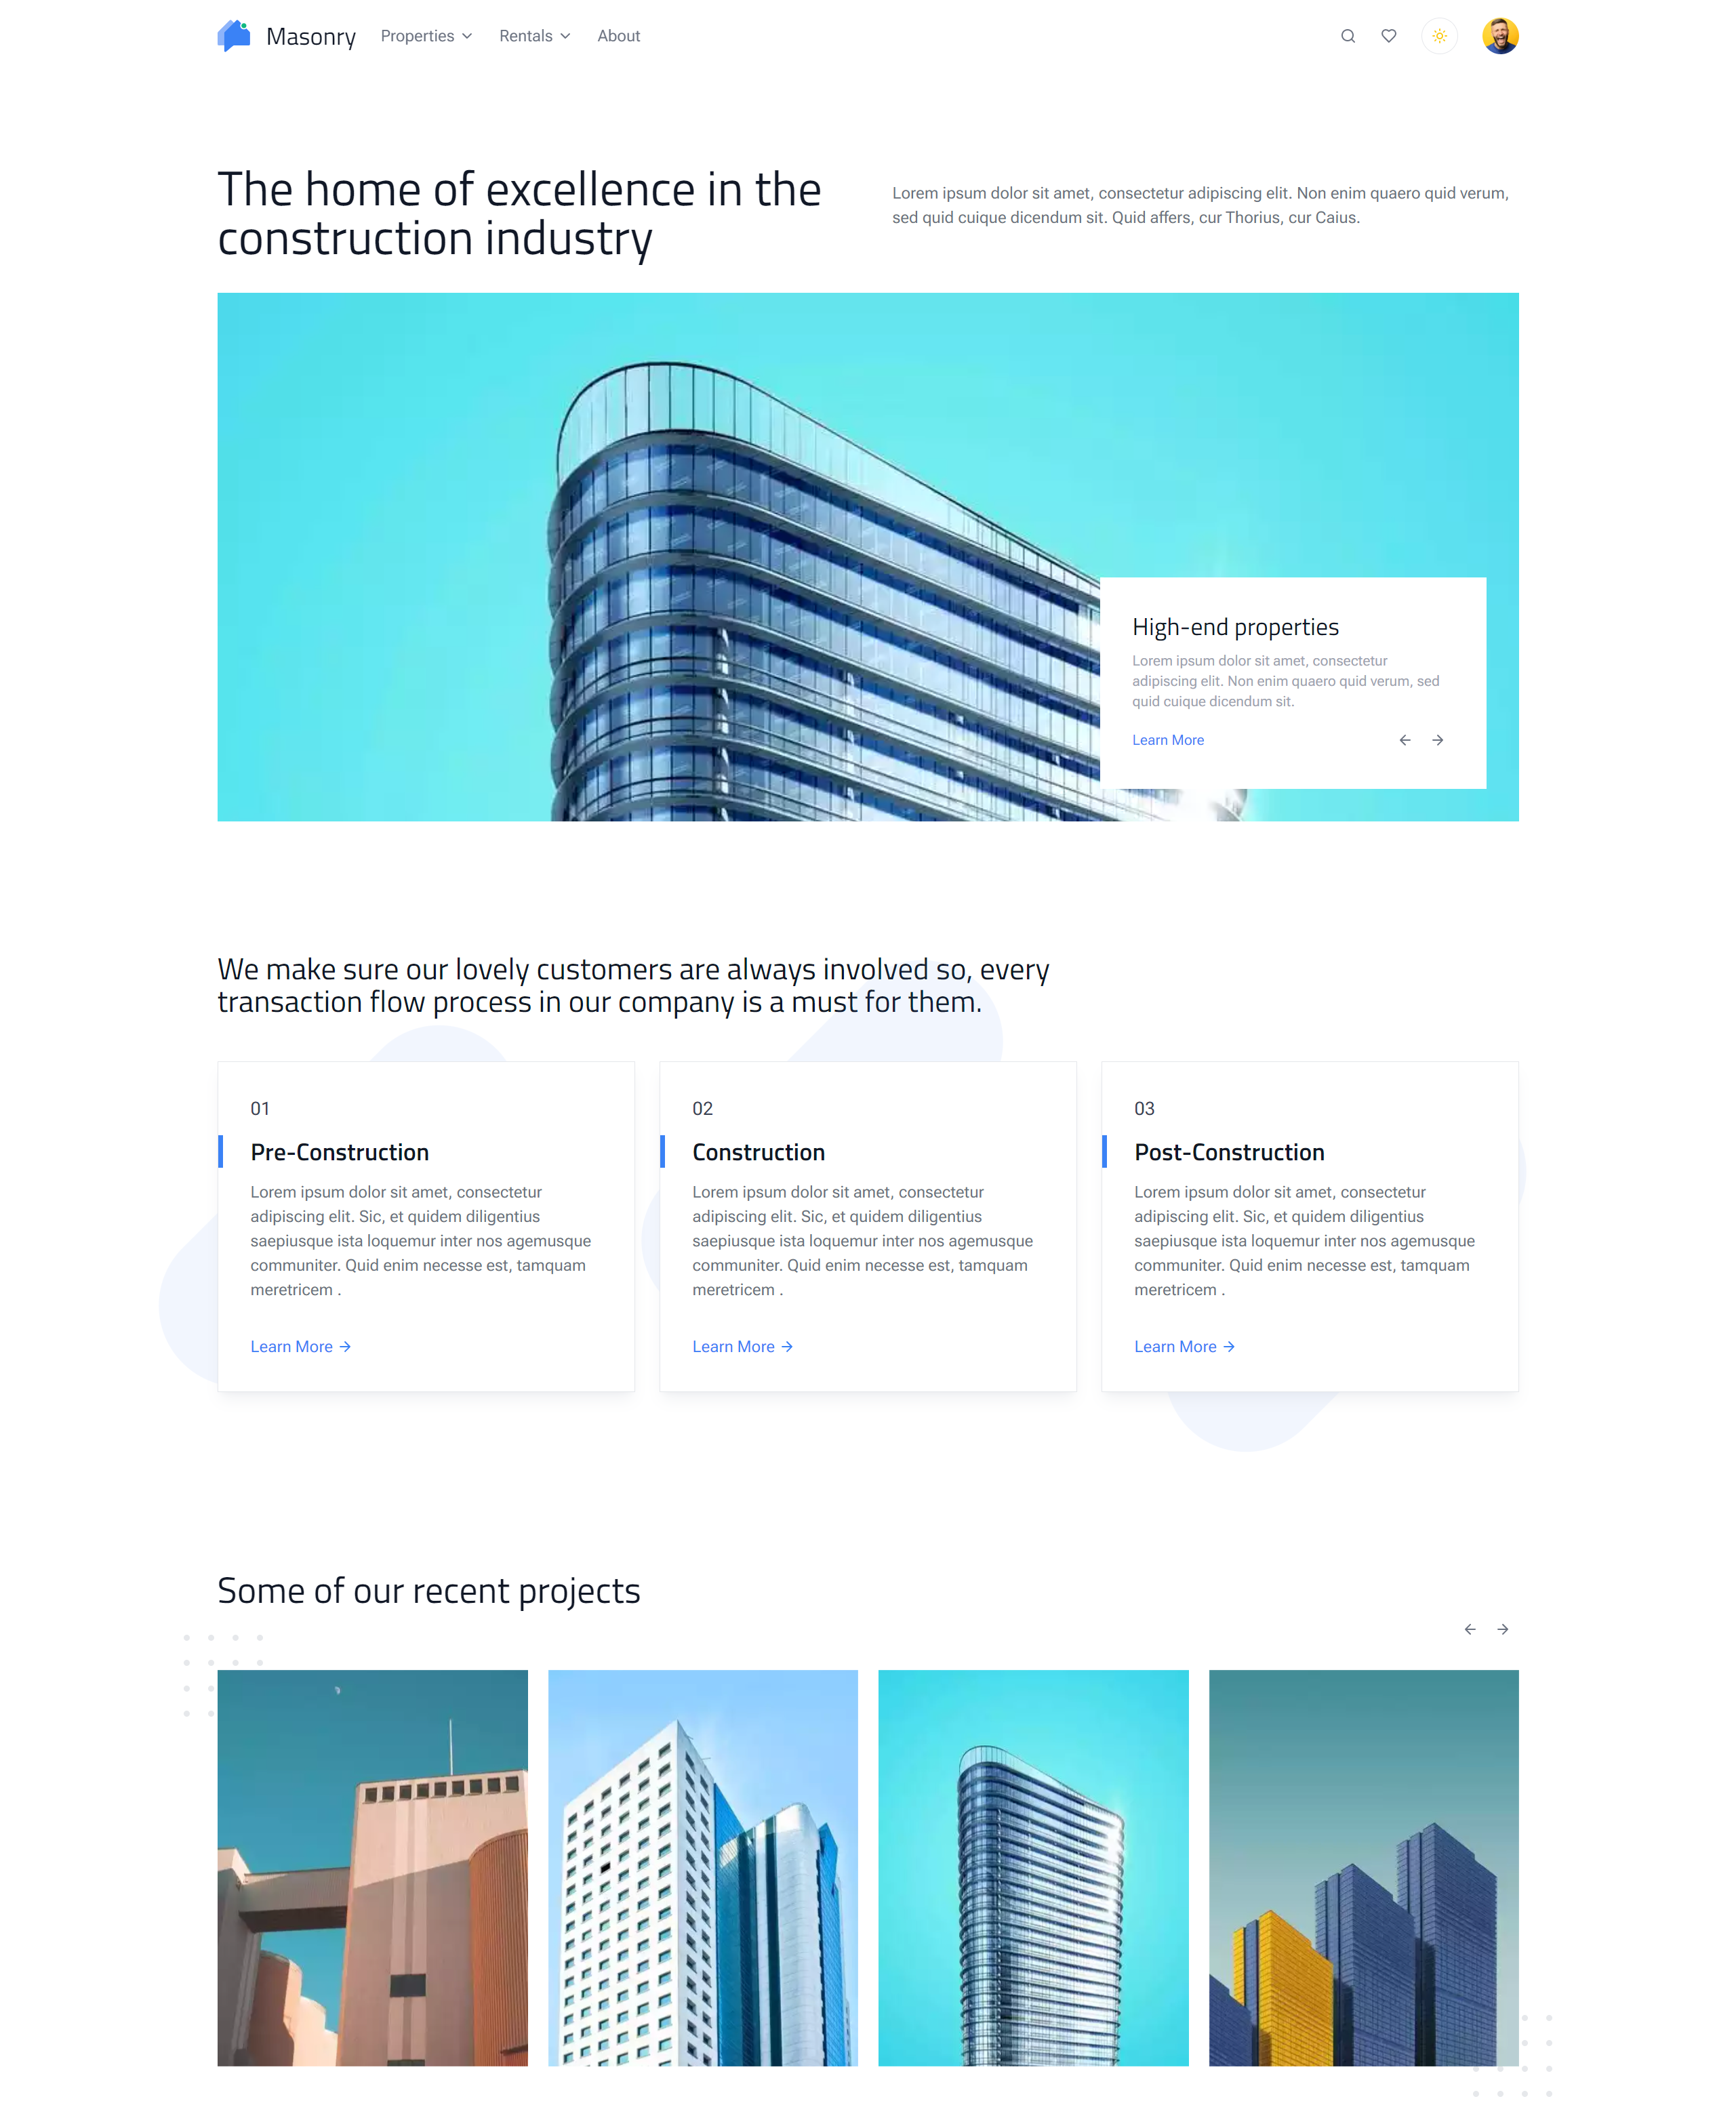 Masonry
Properties
Rentals
About
The home of excellence in the
construction industry
Lorem ipsum dolor sit amet, consectetur adipiscing elit. Non enim quaero quid verum,
sed quid cuique dicendum sit. Quid affers, cur Thorius, cur Caius.
High-end properties
Lorem ipsum dolor sit amet, consectetur
adipiscing elit. Non enim quaero quid verum, sed
quid cuique dicendum sit.
Learn More
We make sure our lovely customers are always involved so, every
transaction flow process in our company is a must for them.
01
Pre-Construction
Lorem ipsum dolor sit amet, consectetur
adipiscing elit. Sic, et quidem diligentius
saepiusque ista loquemur inter nos agemusque
communiter. Quid enim necesse est, tamquam
meretricem .
Learn More
02
Construction
Lorem ipsum dolor sit amet, consectetur
adipiscing elit. Sic, et quidem diligentius
saepiusque ista loquemur inter nos agemusque
communiter. Quid enim necesse est, tamquam
meretricem .
Learn More
03
Post-Construction
Lorem ipsum dolor sit amet, consectetur
adipiscing elit. Sic, et quidem diligentius
saepiusque ista loquemur inter nos agemusque
communiter. Quid enim necesse est, tamquam
meretricem .
Learn More
Some of our recent projects